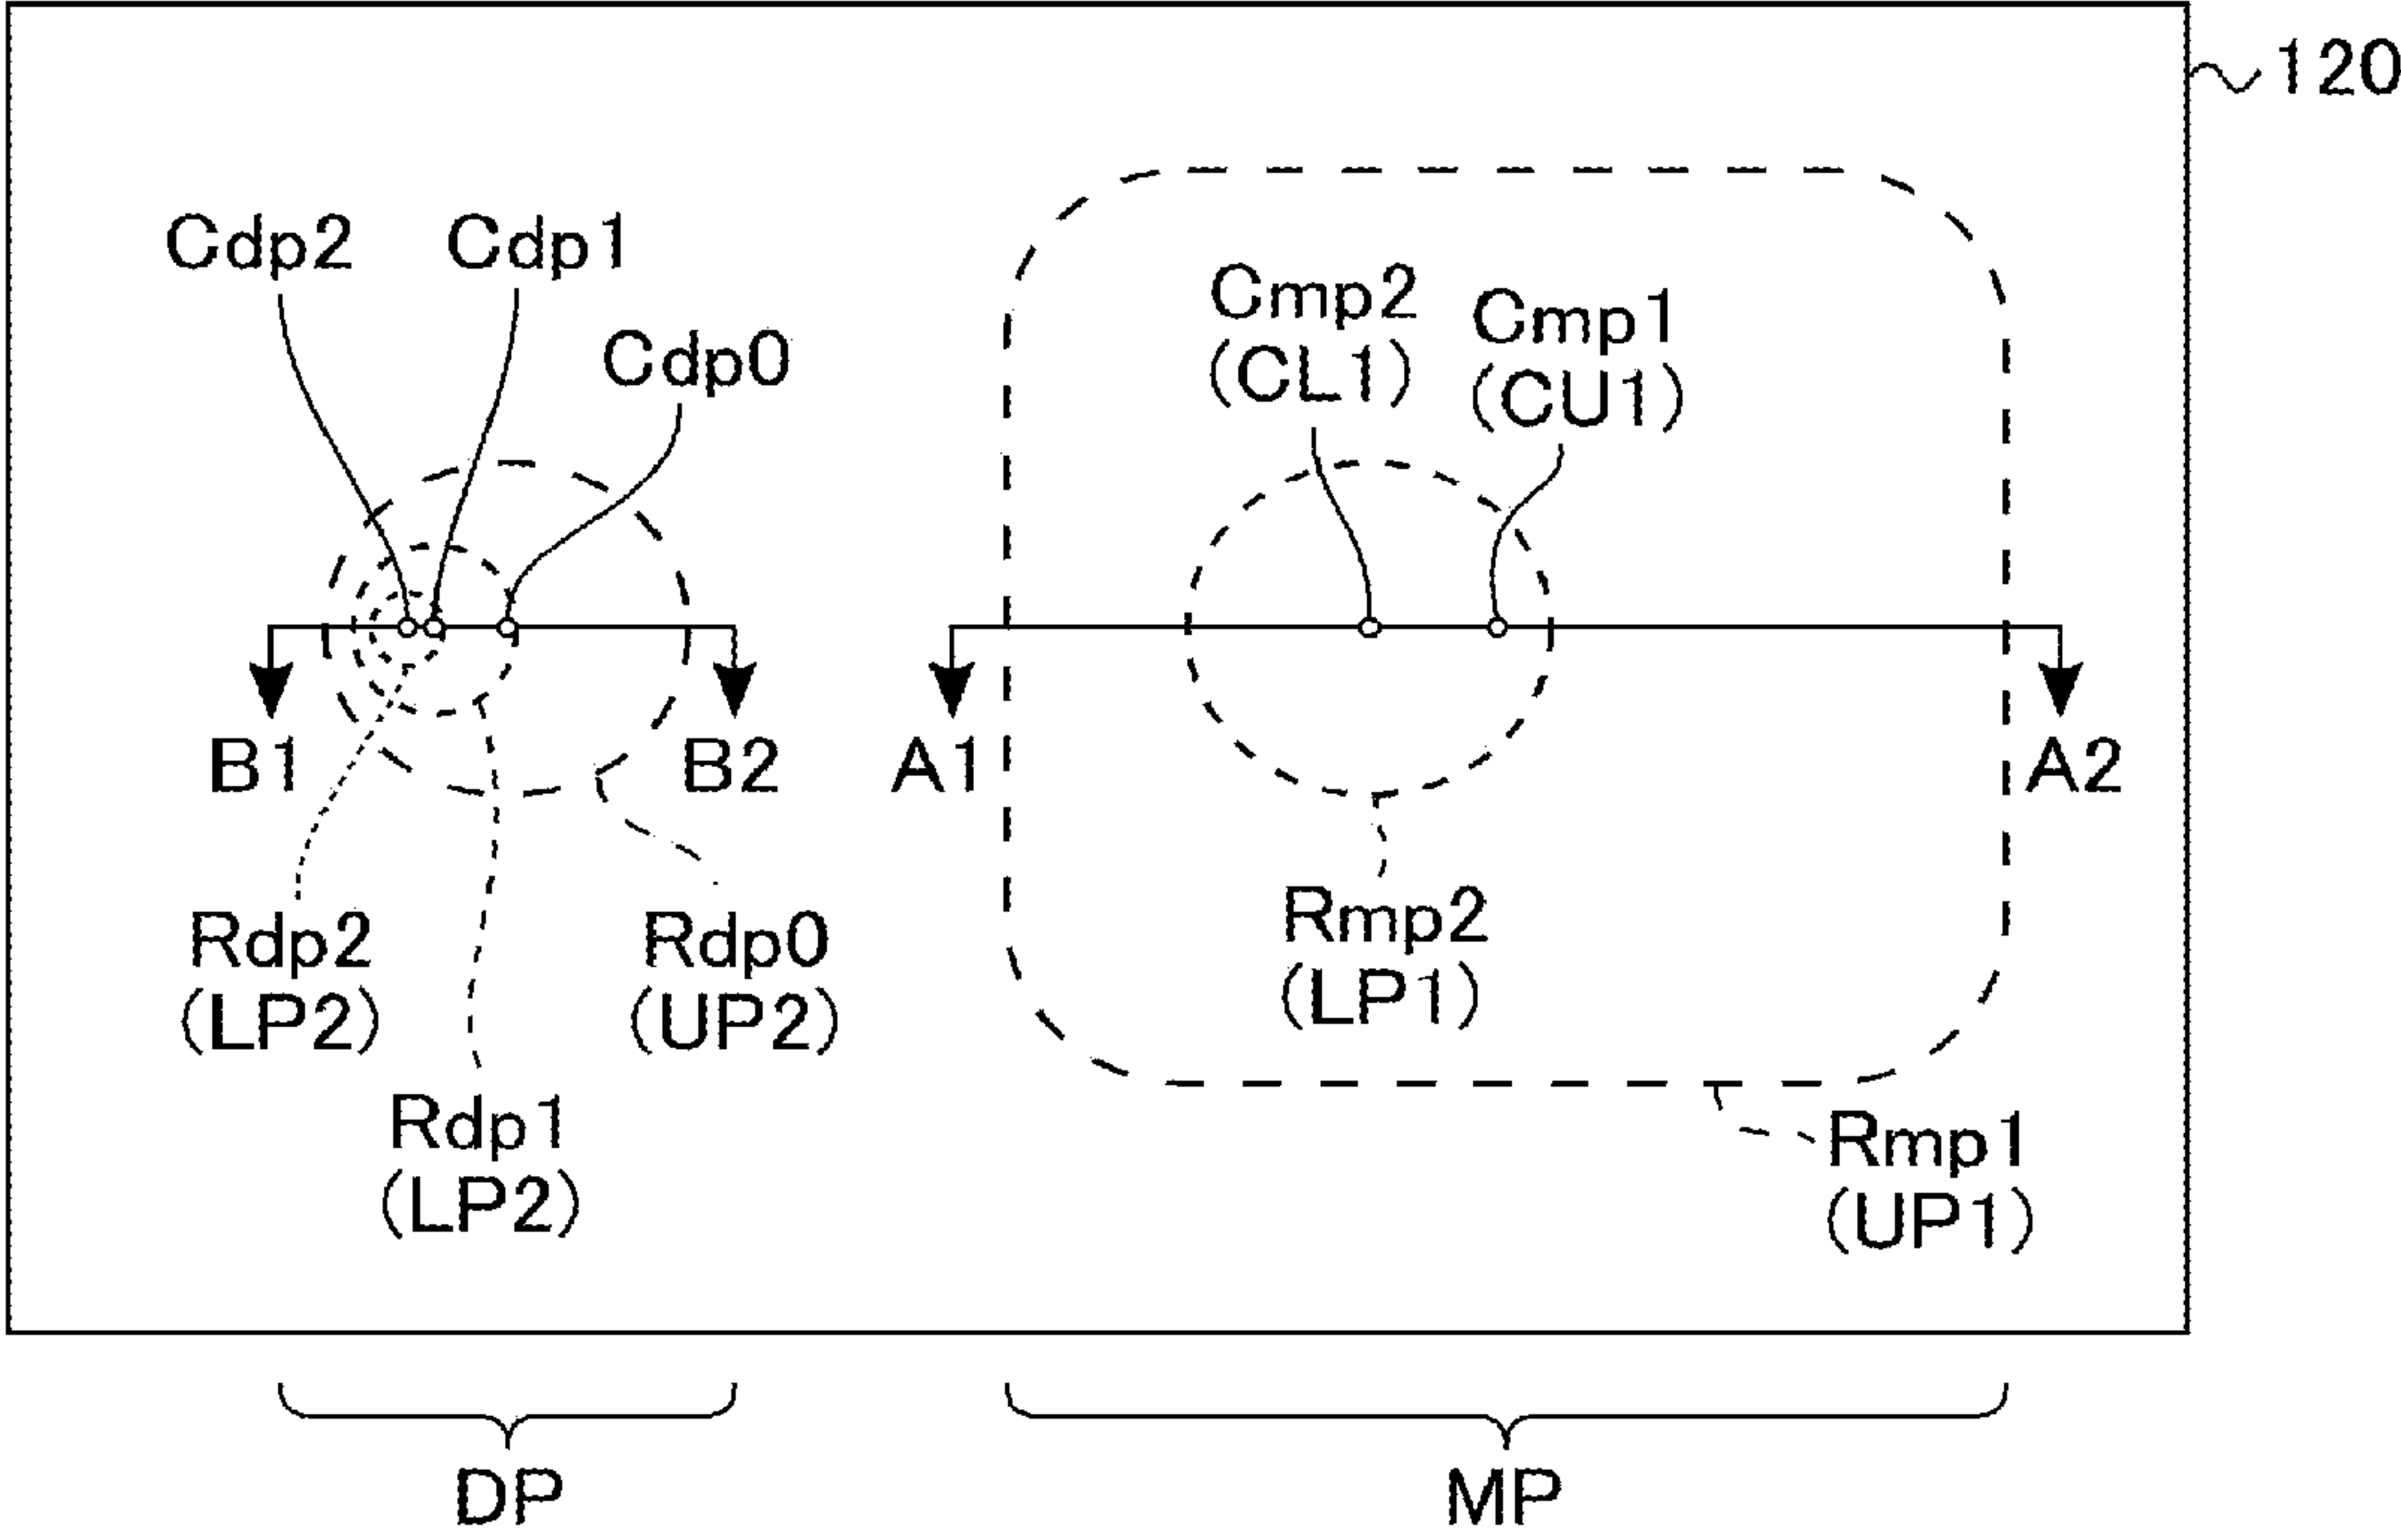 120
Cdp2
Cdp1
Cdp0
Cmp2
(CL1)
Cmp1
(CU1)
B1
B2
A1
A2
Rdp2
(LP2)
Rdp0
(UP2)
Rmp2
(LP1)
Rdp1
(LP2)
Rmp1
(UP1)
DP
MP